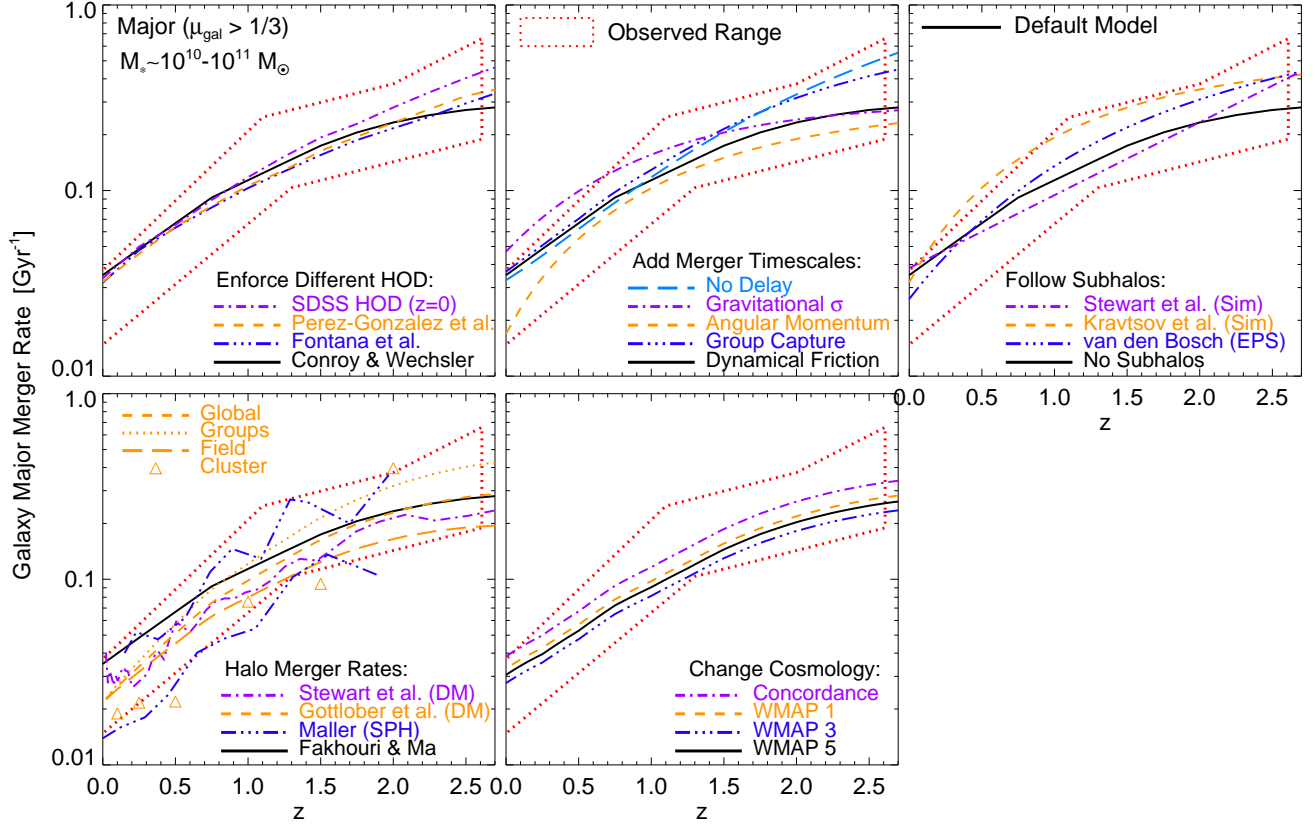 Major (μgal > 1/3)
M*~10^10-10^11 M⊙
Enforce Different HOD:
SDSS HOD (z=0)
Perez-Gonzalez et al.
Fontana et al.
Conroy & Wechsler
1.0
0.1
0.01
Observed Range
Add Merger Timescales:
No Delay
Gravitational σ
Angular Momentum
Group Capture
Dynamical Friction
Default Model
Follow Subhalos:
Stewart et al. (Sim)
Kravtsov et al. (Sim)
van den Bosch (EPS)
No Subhalos
0.0 0.5 1.0 1.5 2.0 2.5
z
Galaxy Major Merger Rate [Gyr^-1]
1.0
0.1
0.01
Global
Groups
Field
Cluster
Halo Merger Rates:
Stewart et al. (DM)
Gottlober et al. (DM)
Maller (SPH)
Fakhouri & Ma
0.0 0.5 1.0 1.5 2.0 2.5
z
Change Cosmology:
Concordance
WMAP 1
WMAP 3
WMAP 5
0.0 0.5 1.0 1.5 2.0 2.5
z